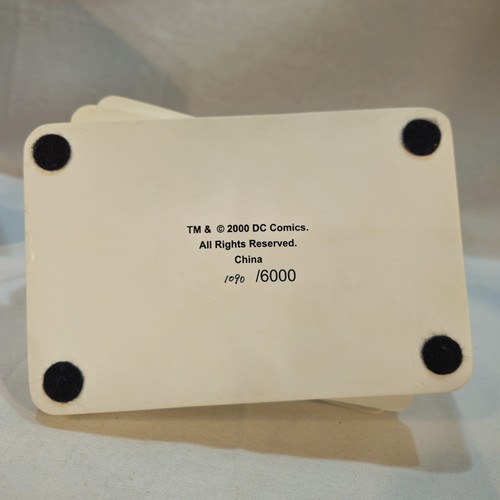 TM & © 2000 DC Comics.
All Rights Reserved.
China
1090 /6000